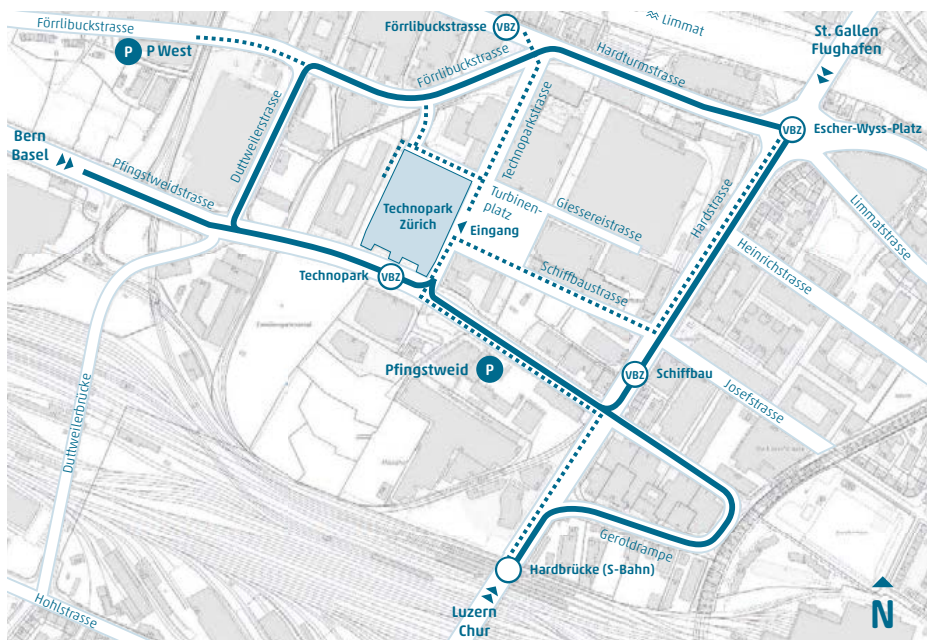 Förrlibuckstrasse
P
P West
Förrlibuckstrasse
VBZ
Limmat
St. Gallen
Flughafen
Förrlibuckstrasse
Hardturmstrasse
VBZ
Escher-Wyss-Platz
Bern
Basel
Pfingstweidstrasse
Duttweilerstrasse
Technoparkstrasse
Technopark
Zürich
Turbinen-
platz
Eingang
Giessereistrasse
Hardstrasse
Limmatstrasse
Heinrichstrasse
Technopark
VBZ
Schiffbaustrasse
Pfingstweid
P
VBZ
Schiffbau
Josefstrasse
Duttweilerbrücke
Geroldrampe
Hardbrücke (S-Bahn)
Hohlstrasse
Luzern
Chur
N